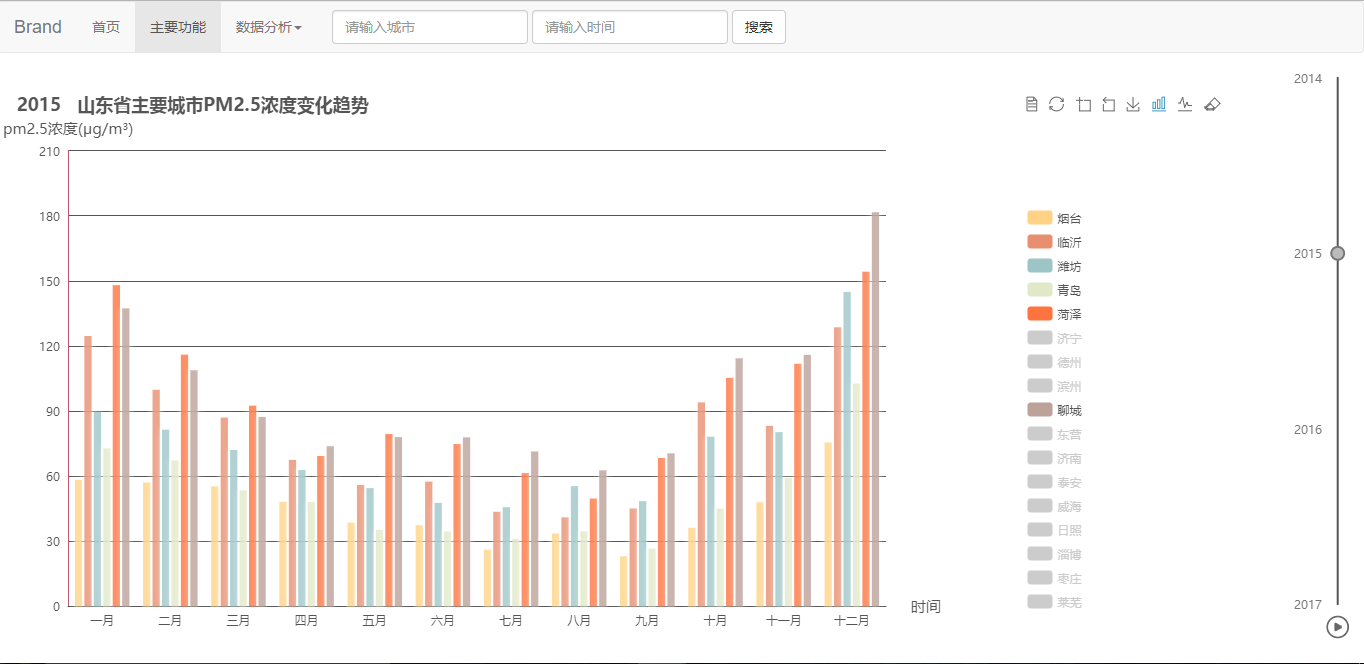 Brand 首页 主要功能 数据分析 请输入城市 请输入时间 搜索
2014
2015 山东省主要城市PM2.5浓度变化趋势
pm2.5浓度(μg/m³)
210
180
150
120
90
60
30
0
一月 二月 三月 四月 五月 六月 七月 八月 九月 十月 十一月 十二月
时间
烟台
临沂
潍坊
青岛
菏泽
济宁
德州
滨州
聊城
东营
济南
泰安
威海
日照
淄博
枣庄
莱芜
2015
2016
2017